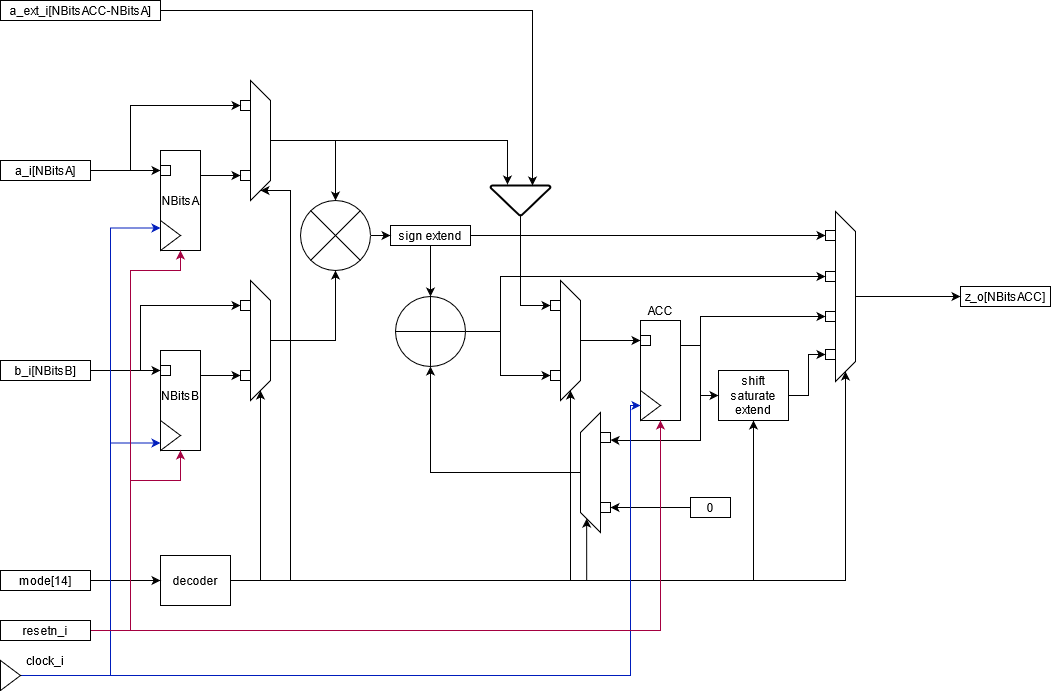 a_ext_i[NBitsACC-NBitsA]
a_i[NBitsA]
NBitsA
sign extend
z_o[NBitsACC]
ACC
b_i[NBitsB]
NBitsB
shift
saturate
extend
0
mode[14]
decoder
resetn_i
clock_i